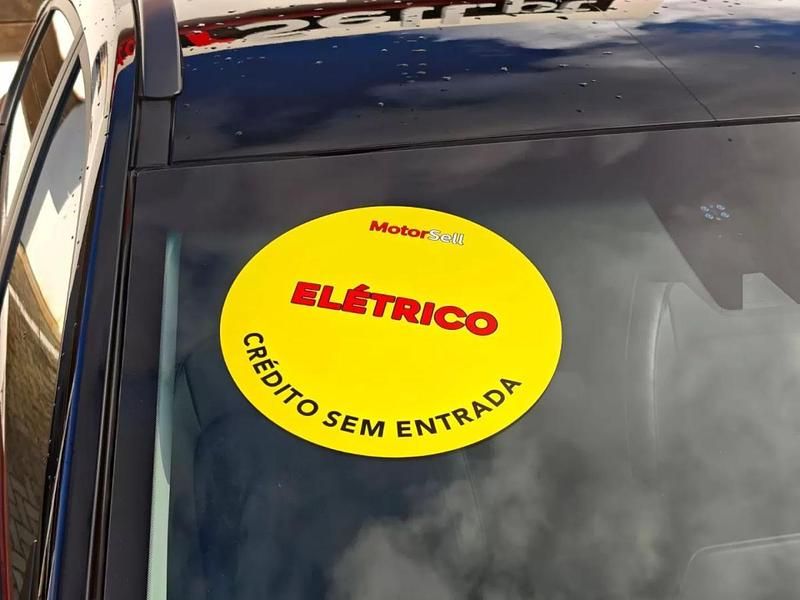 MotorSell
ELÉTRICO
CRÉDITO SEM ENTRADA